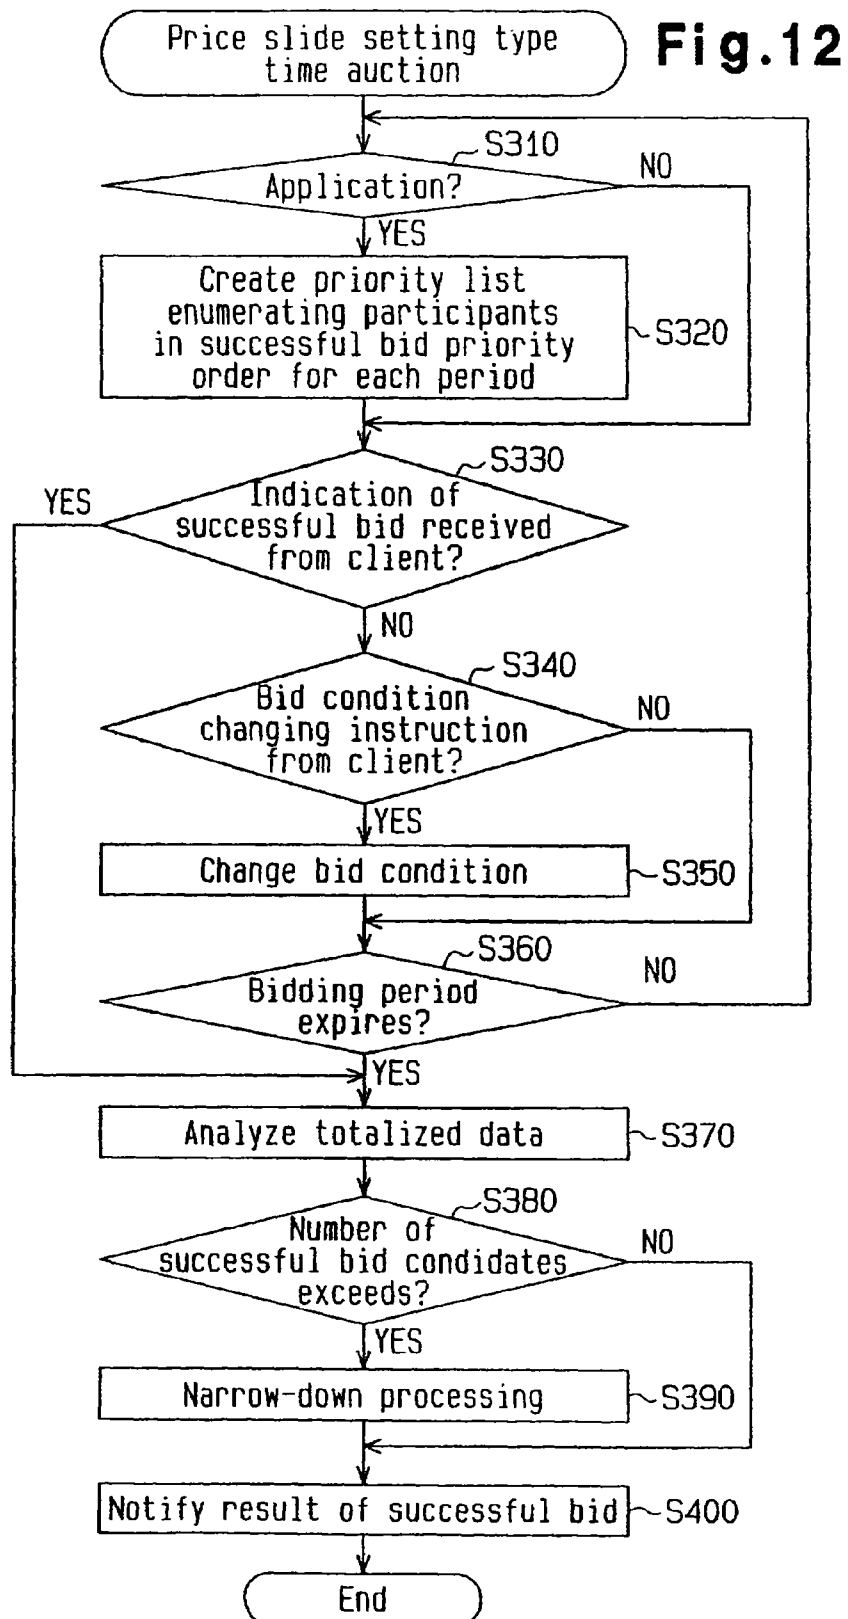 Price slide setting type
time auction
Fig.12
S310
Application?
NO
YES
Create priority list
enumerating participants
in successful bid priority
order for each period
S320
S330
YES
Indication of
successful bid received
from client?
NO
S340
Bid condition
changing instruction
from client?
NO
YES
Change bid condition
S350
S360
Bidding period
expires?
NO
YES
Analyze totalized data
S370
S380
Number of
successful bid condidates
exceeds?
NO
YES
Narrow-down processing
S390
Notify result of successful bid
S400
End